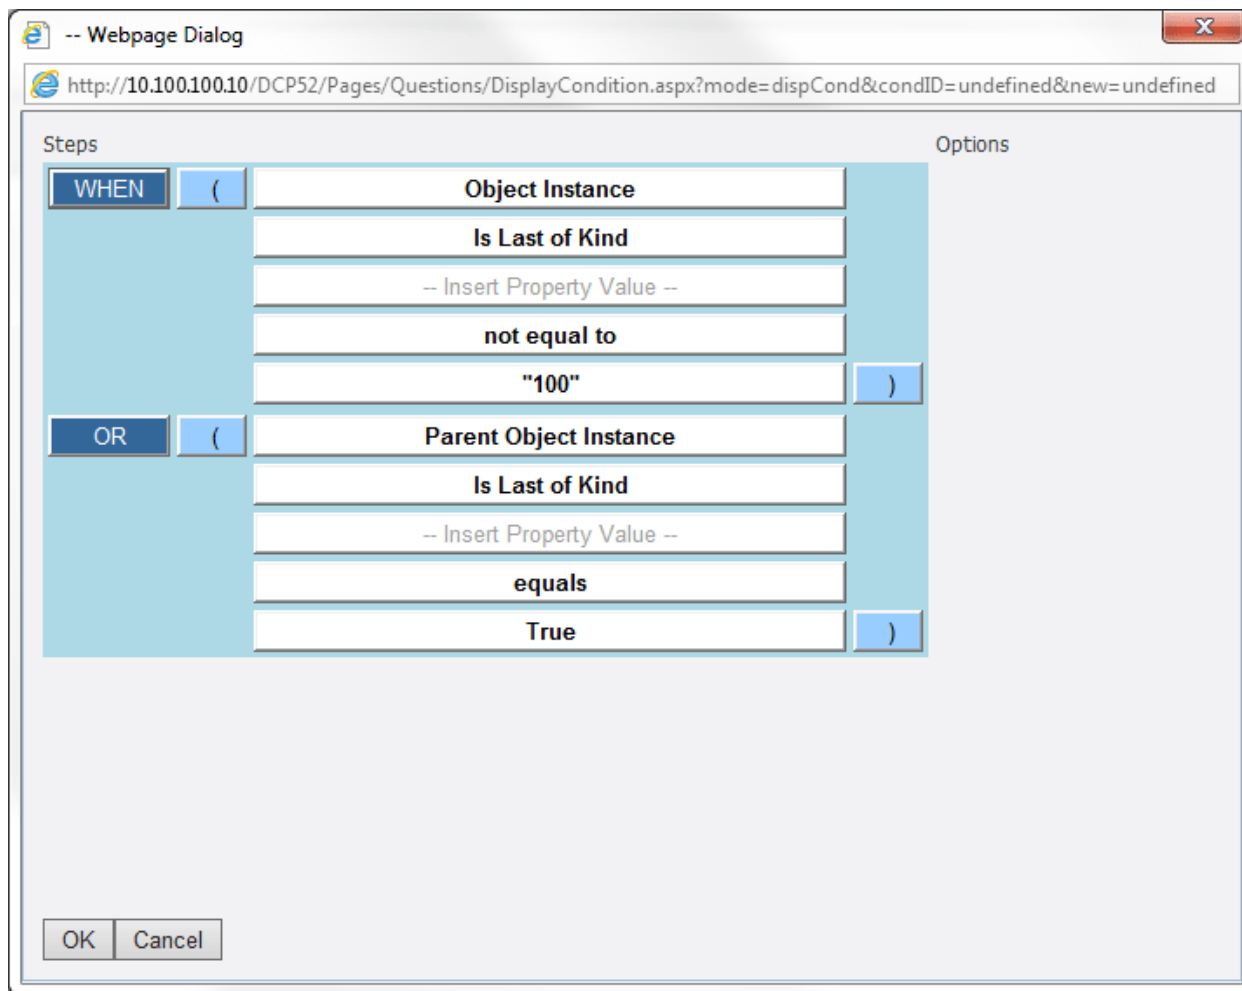 -- Webpage Dialog
x
http://10.100.100.10/DCP52/Pages/Questions/DisplayCondition.aspx?mode=dispCond&condID=undefined&new=undefined
Steps Options
WHEN ( Object Instance
Is Last of Kind
-- Insert Property Value --
not equal to
"100" )
OR ( Parent Object Instance
Is Last of Kind
-- Insert Property Value --
equals
True )
OK Cancel